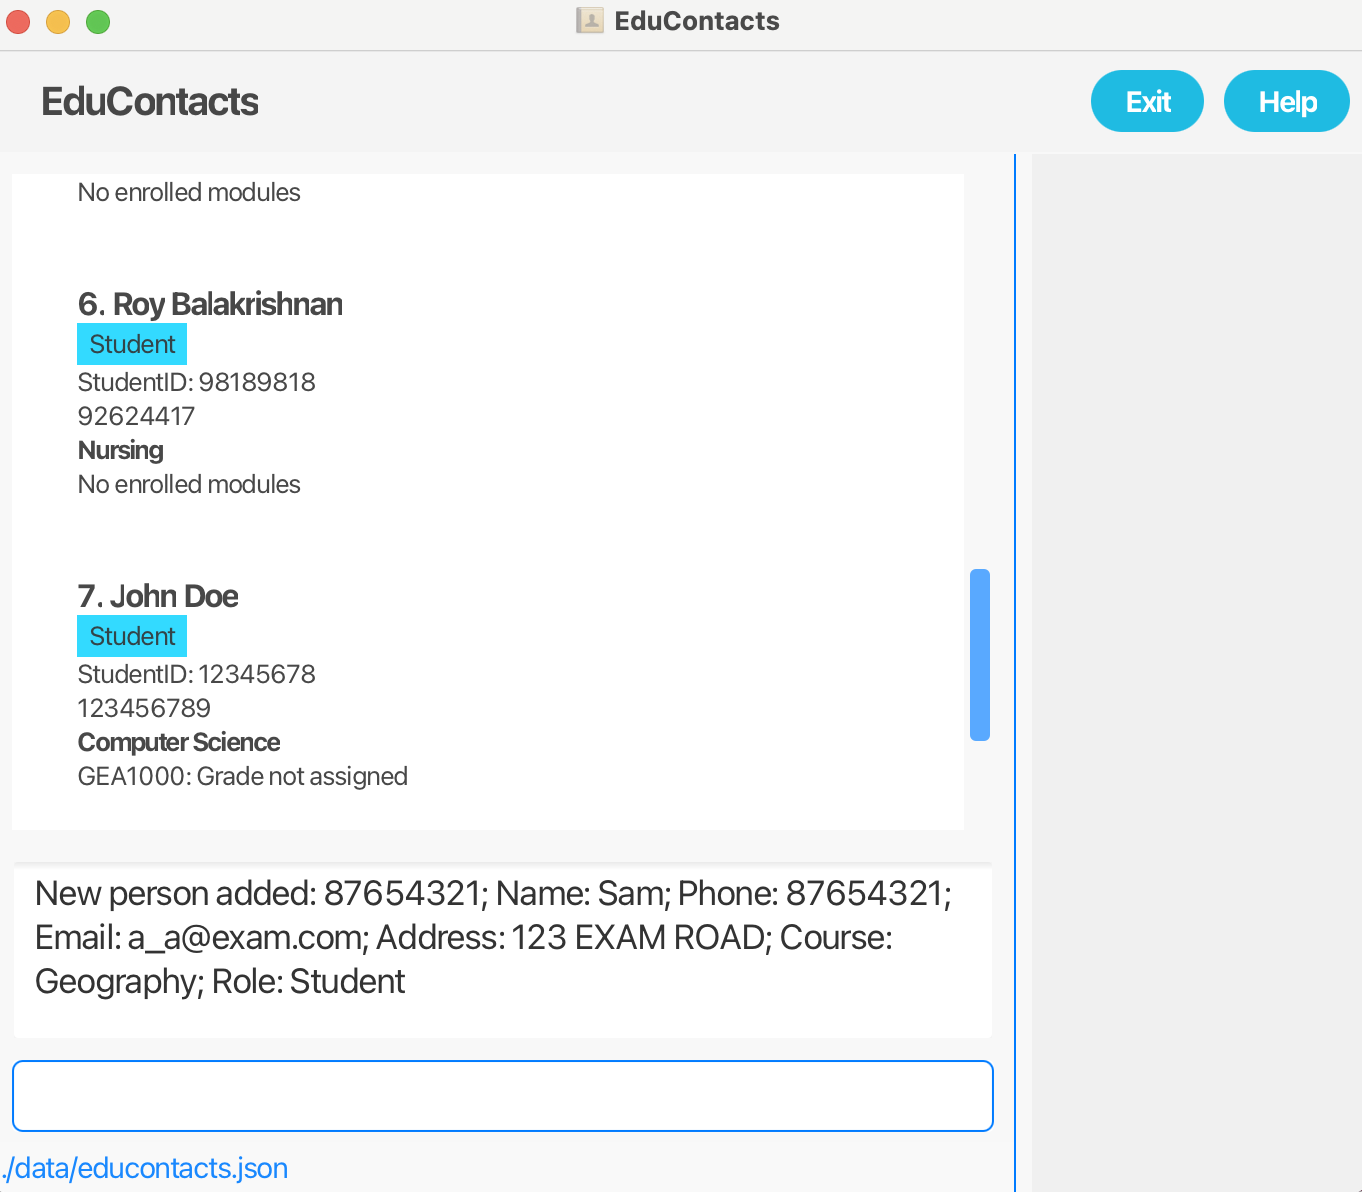 EduContacts
EduContacts
Exit
Help
No enrolled modules
6. Roy Balakrishnan
Student
StudentID: 98189818
92624417
Nursing
No enrolled modules
7. John Doe
Student
StudentID: 12345678
123456789
Computer Science
GEA1000: Grade not assigned
New person added: 87654321; Name: Sam; Phone: 87654321;
Email: a_a@exam.com; Address: 123 EXAM ROAD; Course:
Geography; Role: Student
./data/educontacts.json